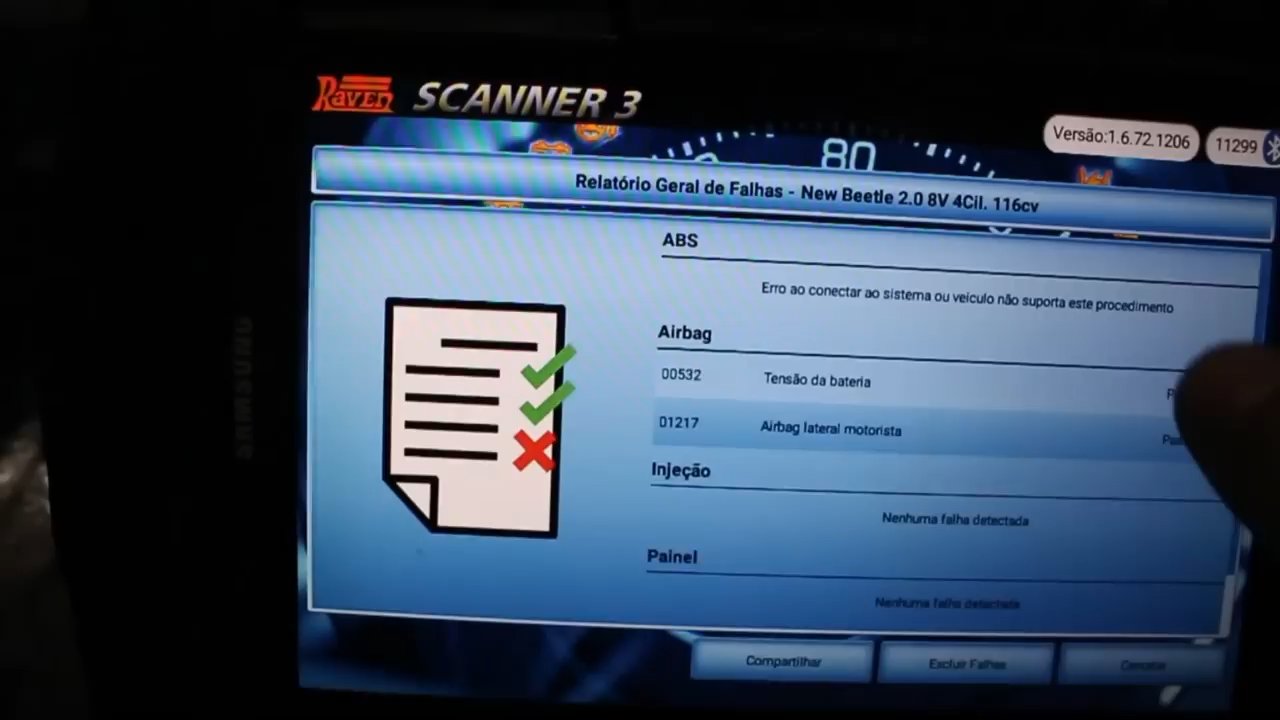 RAVEN SCANNER 3
Versão:1.6.72.1206
11299
80
Relatório Geral de Falhas - New Beetle 2.0 8V 4Cil. 116cv
ABS
Erro ao conectar ao sistema ou veículo não suporta este procedimento
Airbag
00532 Tensão da bateria
01217 Airbag lateral motorista
Injeção
Nenhuma falha detectada
Painel
Nenhuma falha detectada
Compartilhar Excluir Falhas Cancelar
SAMSUNG